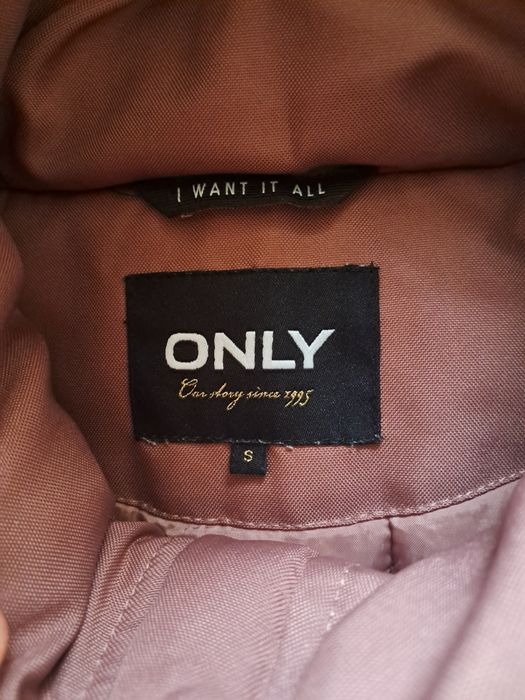 I WANT IT ALL
ONLY
Our story since 1995
S